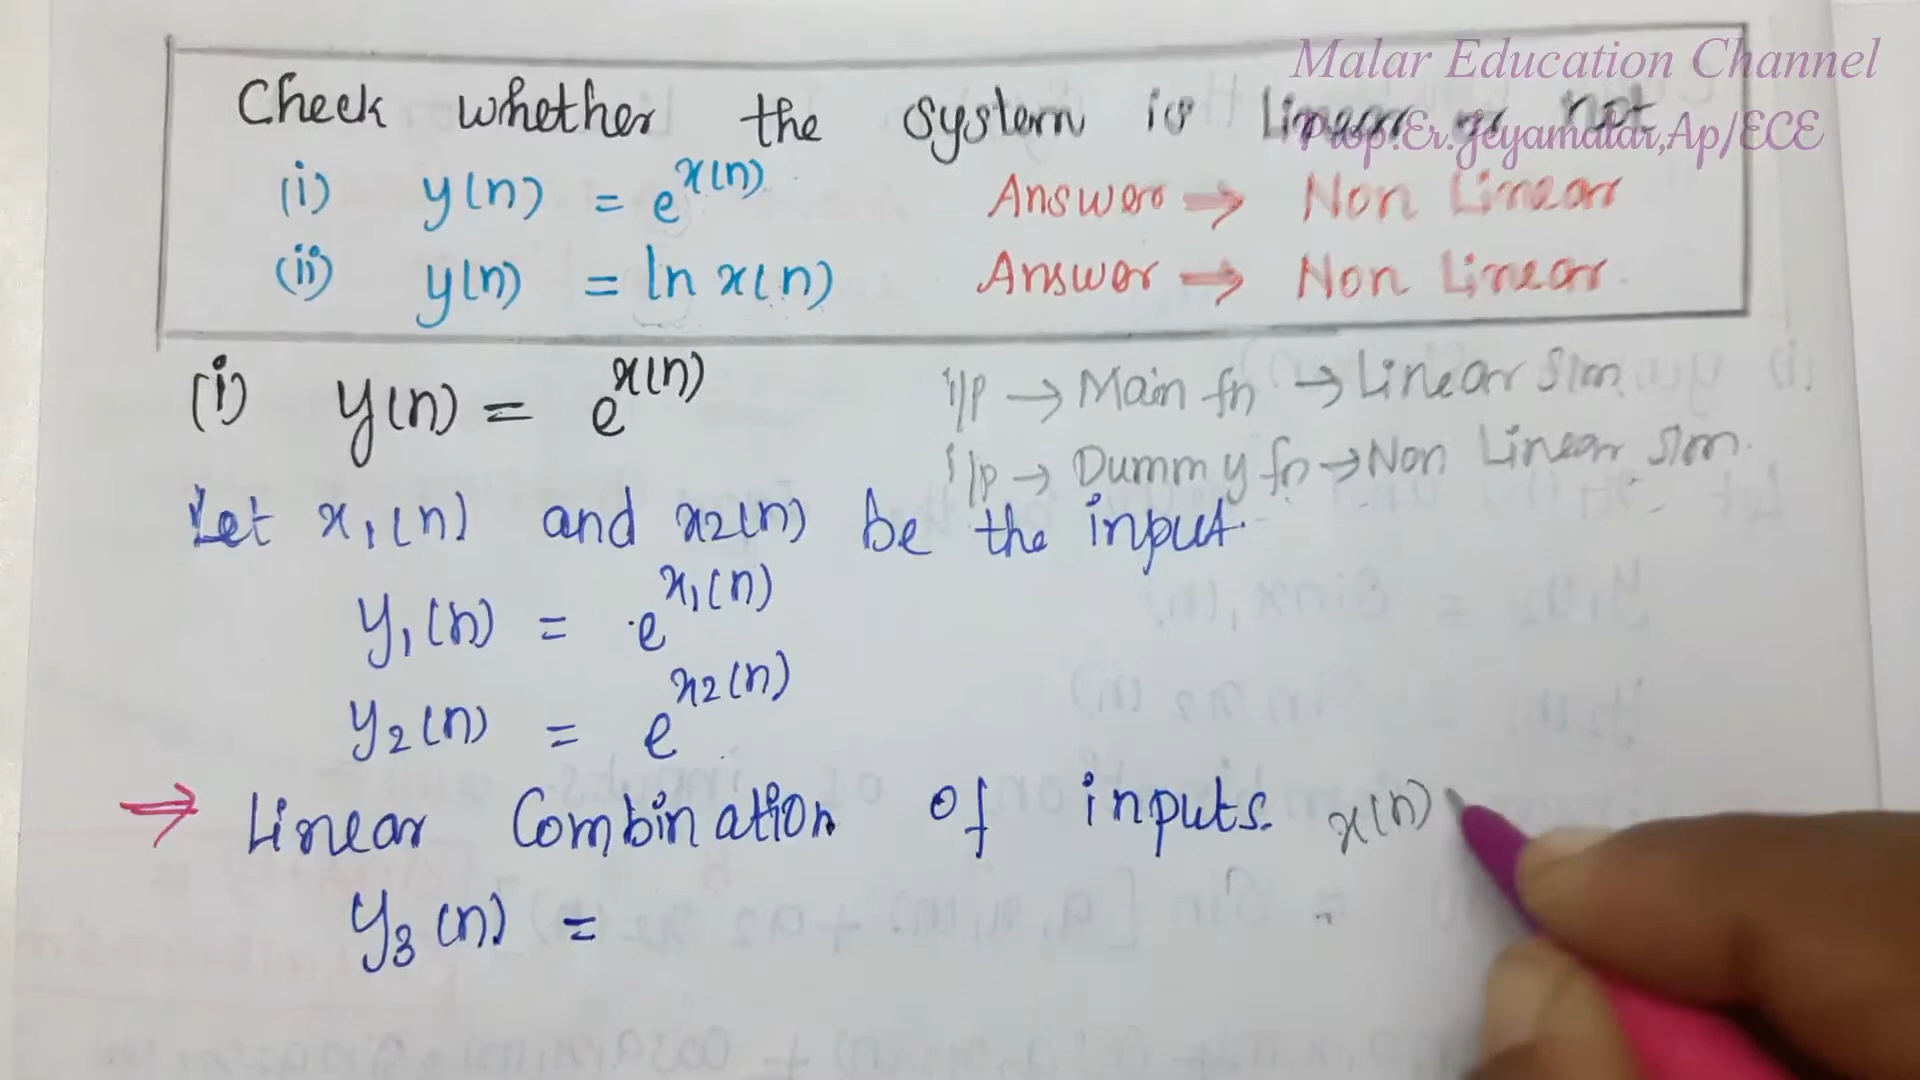 Malar Education Channel
Prop.Er.Jeyamalar,Ap/ECE
Check whether the system is Linear or not
(i) y(n) = e^x(n) Answer → Non Linear
(ii) y(n) = ln x(n) Answer → Non Linear
(i) y(n) = e^x(n)
i/p → Main fn → Linear Sm
i/p → Dummy fn → Non Linear Sm.
Let x1(n) and x2(n) be the input.
y1(n) = e^x1(n)
y2(n) = e^x2(n)
⇒ Linear Combination of inputs. x(n)
y3(n) =